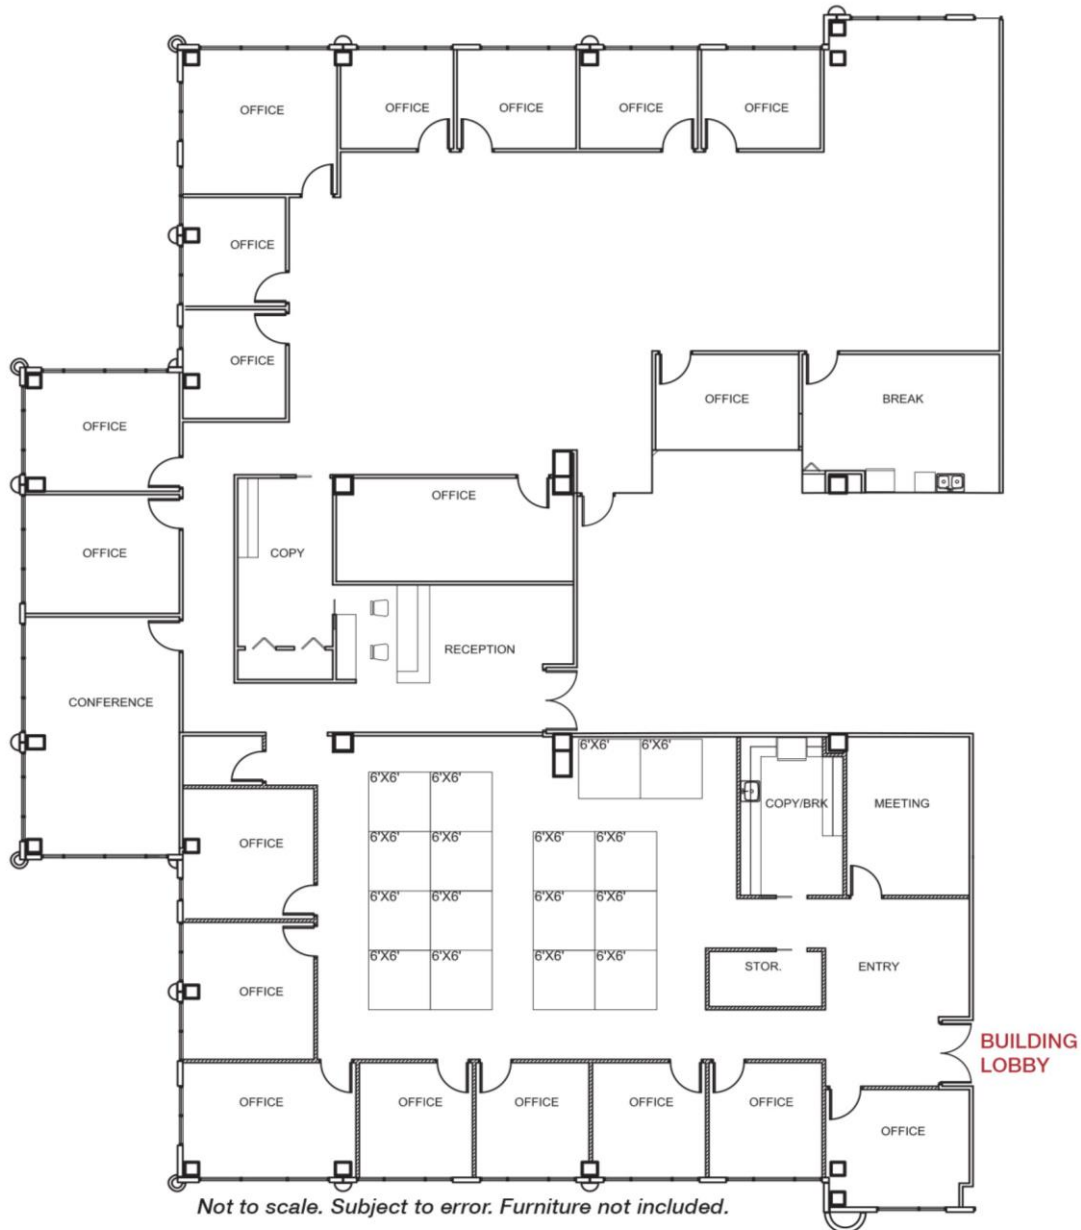 OFFICE
OFFICE
OFFICE
OFFICE
OFFICE
OFFICE
OFFICE
OFFICE
BREAK
OFFICE
OFFICE
COPY
OFFICE
RECEPTION
CONFERENCE
6'X6' 6'X6'
6'X6' 6'X6'
COPY/BRK
MEETING
6'X6' 6'X6'
6'X6' 6'X6'
OFFICE
6'X6' 6'X6'
6'X6' 6'X6'
6'X6' 6'X6'
6'X6' 6'X6'
STOR.
ENTRY
OFFICE
BUILDING
LOBBY
OFFICE
OFFICE
OFFICE
OFFICE
OFFICE
OFFICE
Not to scale. Subject to error. Furniture not included.